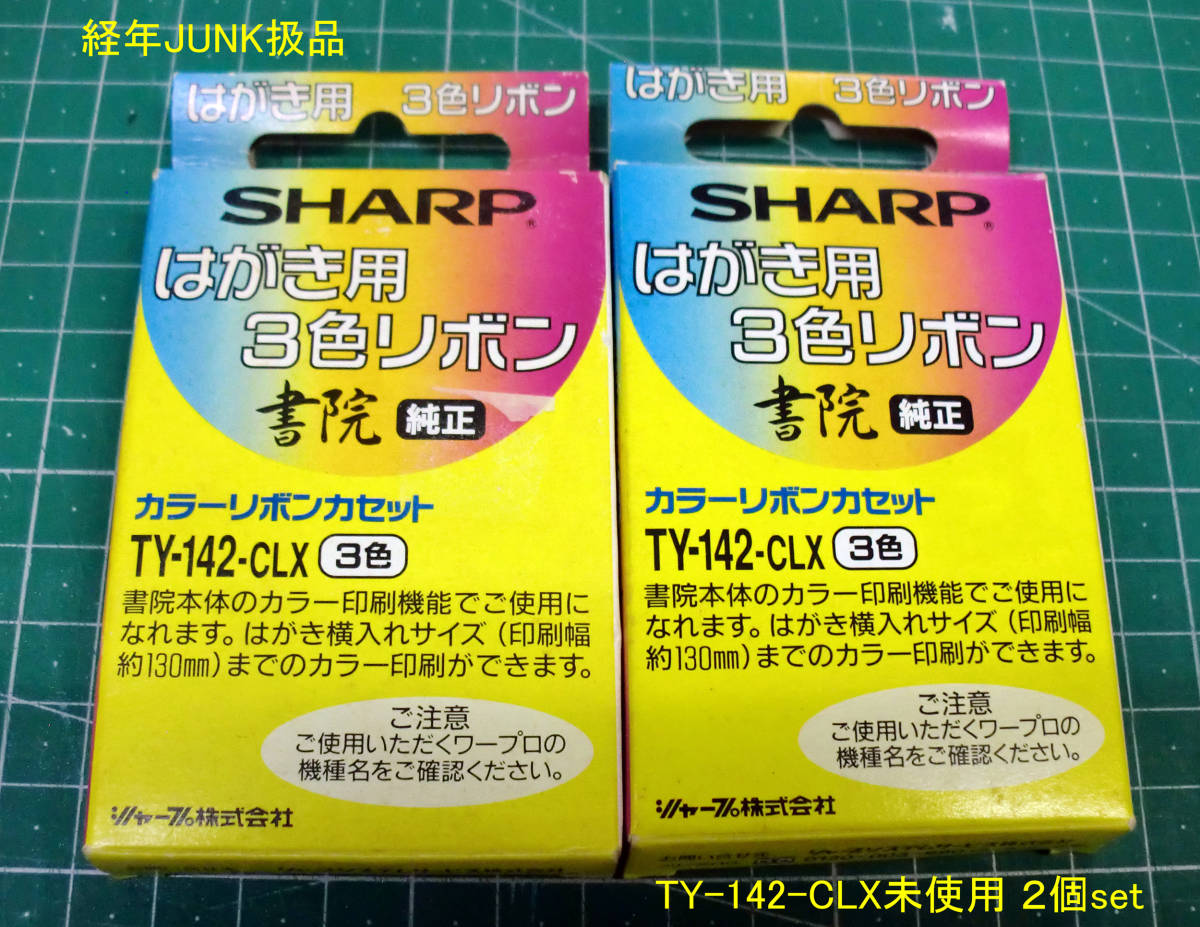 経年JUNK扱品
はがき用 3色リボン
SHARP®
はがき用
3色リボン
書院 純正
カラーリボンカセット
TY-142-CLX 3色
書院本体のカラー印刷機能でご使用に
なれます。はがき横入れサイズ(印刷幅
約130mm)までのカラー印刷ができます。
ご注意
ご使用いただくワープロの
機種名をご確認ください。
シャープ株式会社
はがき用 3色リボン
SHARP®
はがき用
3色リボン
書院 純正
カラーリボンカセット
TY-142-CLX 3色
書院本体のカラー印刷機能でご使用に
なれます。はがき横入れサイズ(印刷幅
約130mm)までのカラー印刷ができます。
ご注意
ご使用いただくワープロの
機種名をご確認ください。
シャープ株式会社
お問い合せ先
TY-142-CLX未使用 2個set